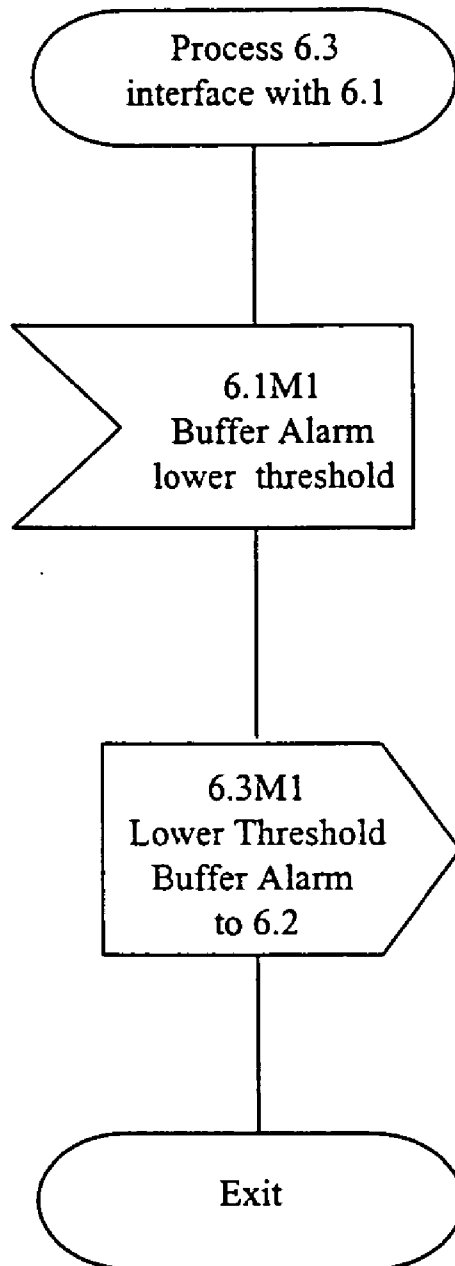 Process 6.3
interface with 6.1
6.1M1
Buffer Alarm
lower threshold
6.3M1
Lower Threshold
Buffer Alarm
to 6.2
Exit